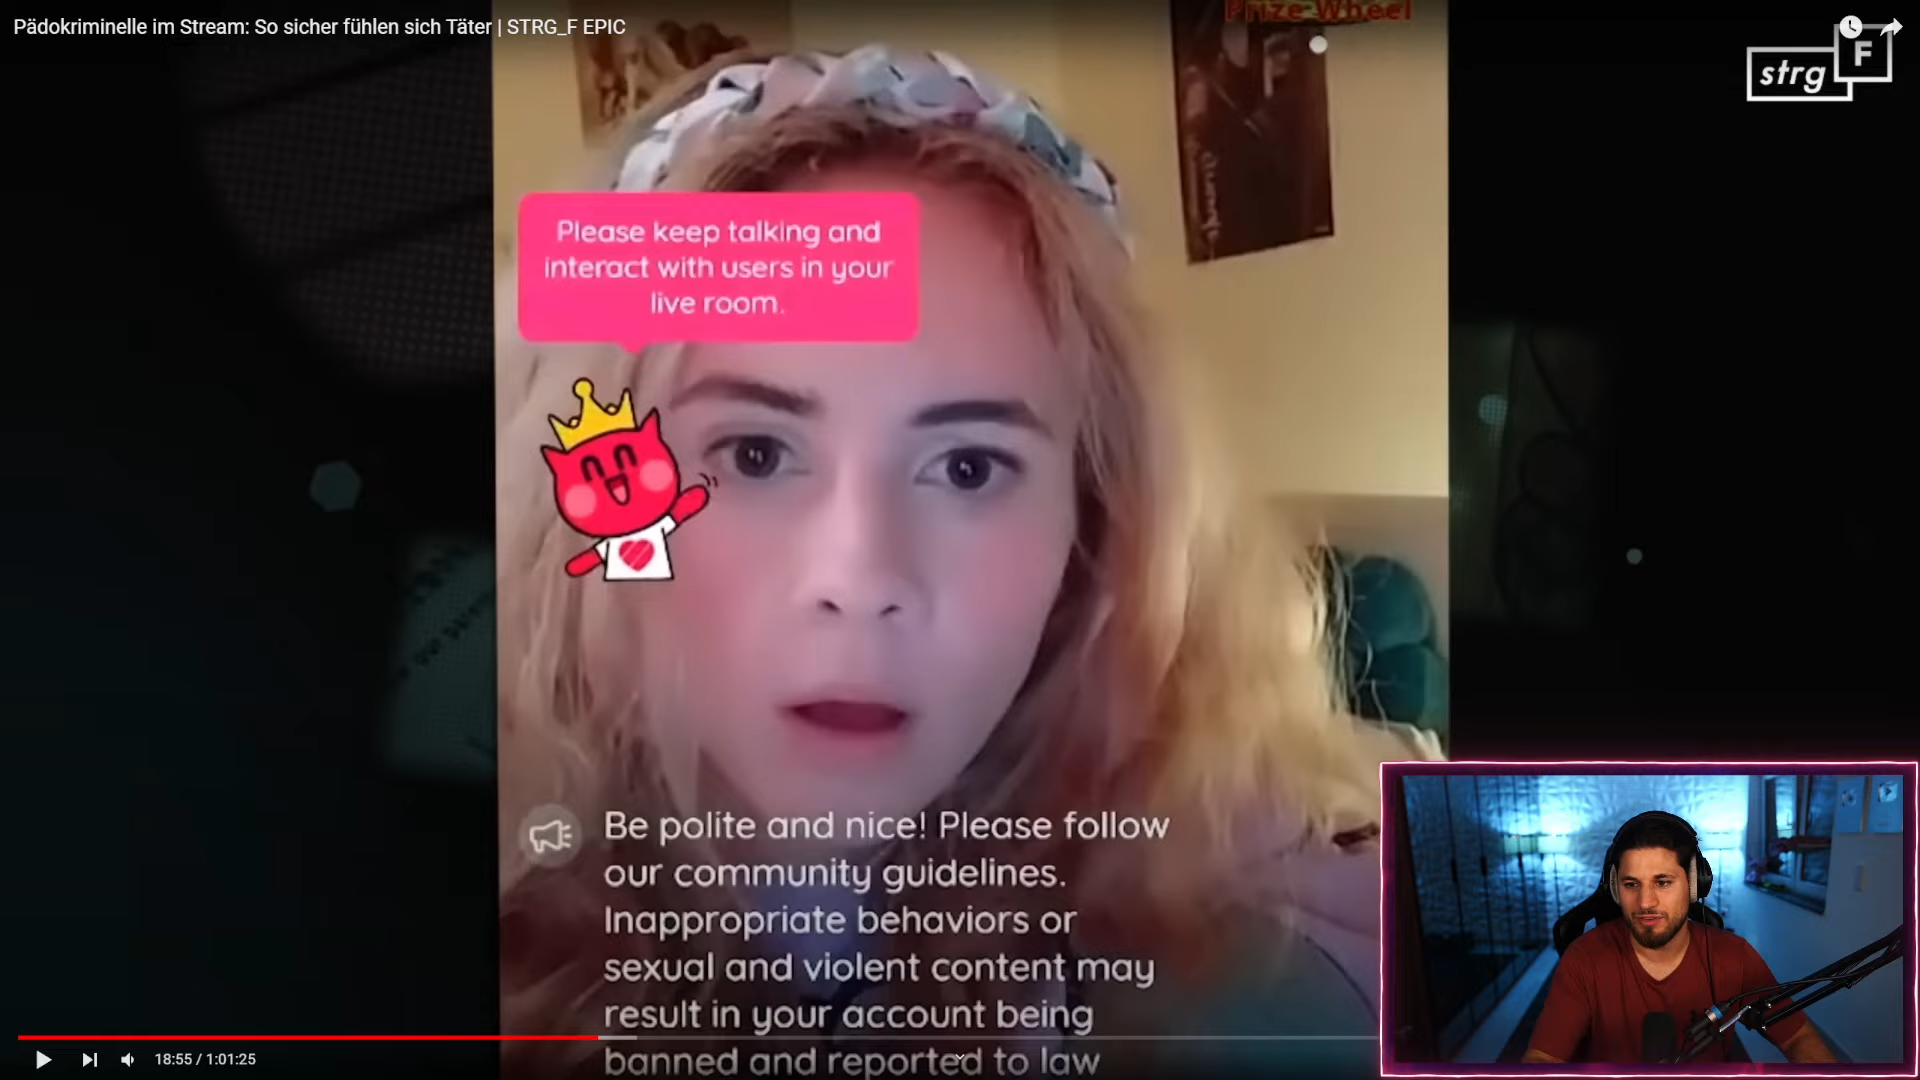 Pädokriminelle im Stream: So sicher fühlen sich Täter | STRG_F EPIC
Prize Wheel
strg F
Please keep talking and
interact with users in your
live room.
Be polite and nice! Please follow
our community guidelines.
Inappropriate behaviors or
sexual and violent content may
result in your account being
banned and reported to law
18:55 / 1:01:25